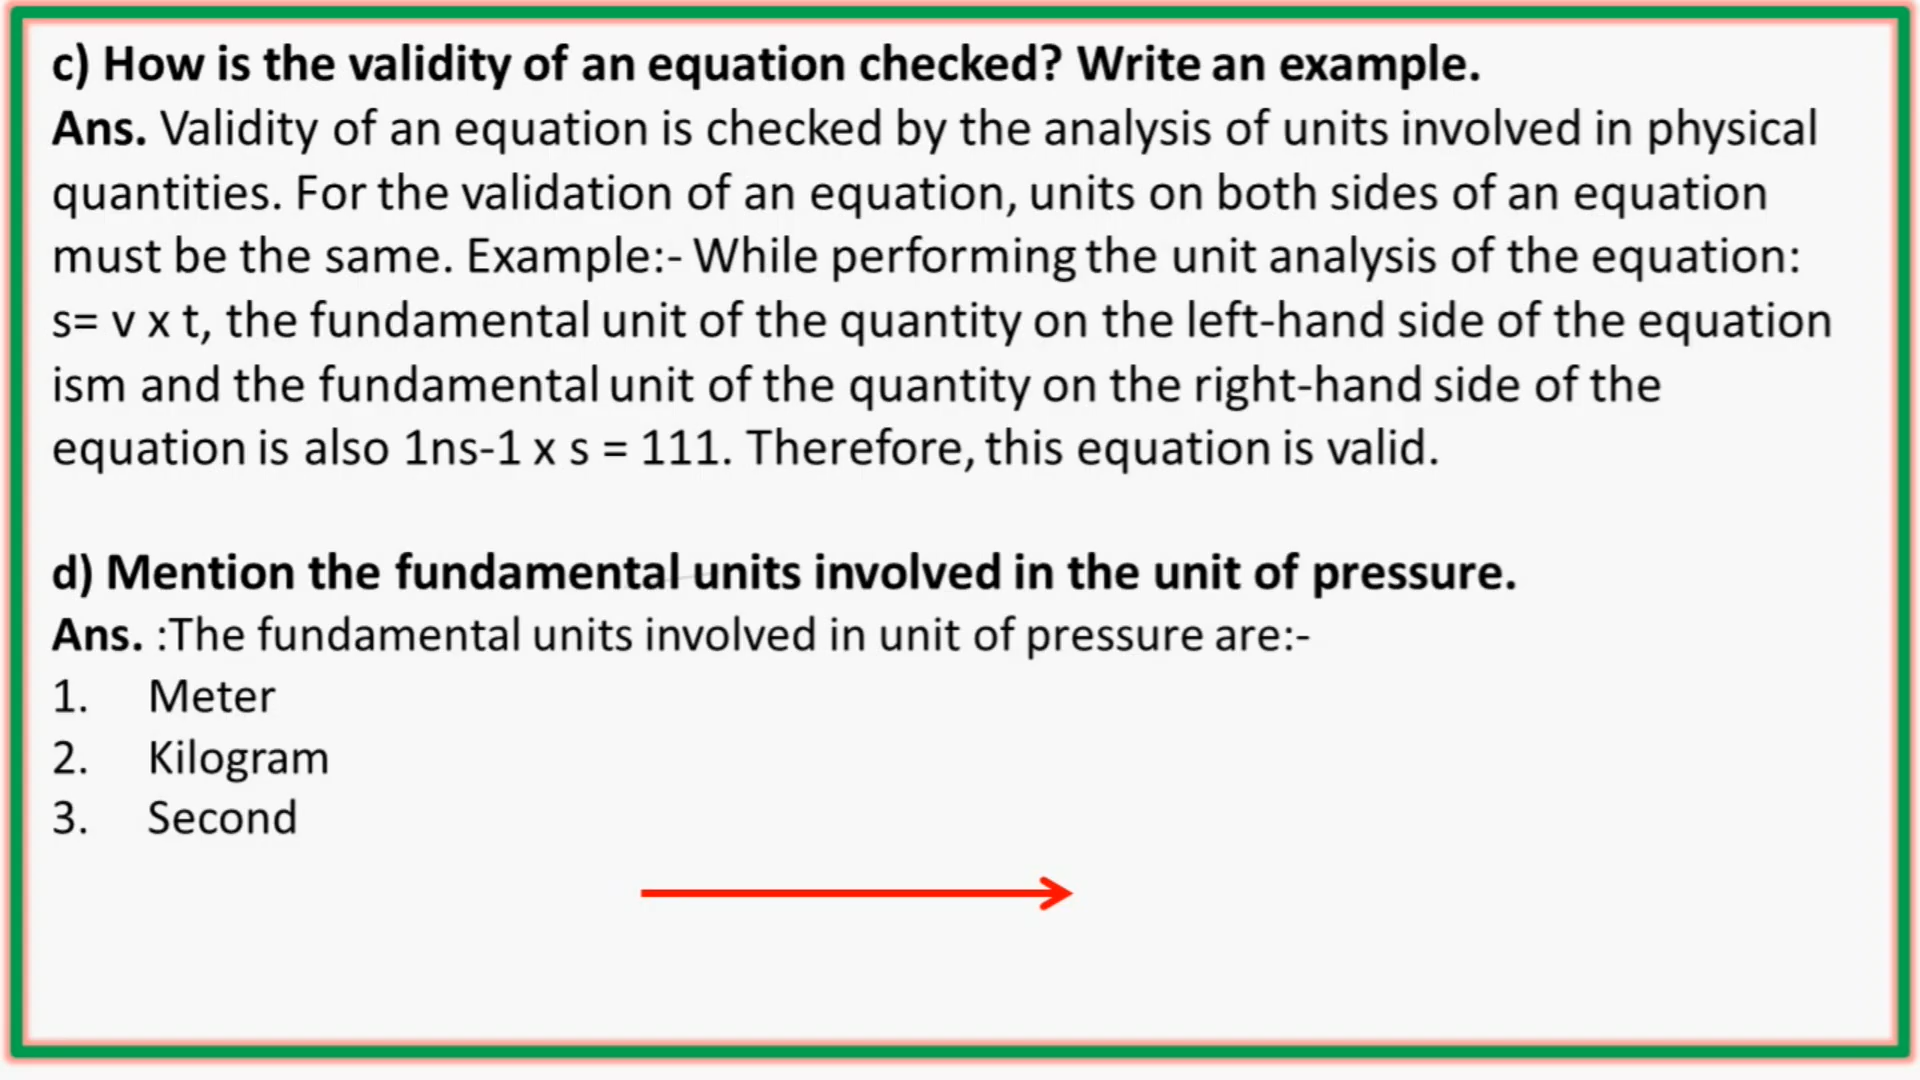 c) How is the validity of an equation checked? Write an example.
Ans. Validity of an equation is checked by the analysis of units involved in physical
quantities. For the validation of an equation, units on both sides of an equation
must be the same. Example:- While performing the unit analysis of the equation:
s= v x t, the fundamental unit of the quantity on the left-hand side of the equation
ism and the fundamental unit of the quantity on the right-hand side of the
equation is also 1ns-1 x s = 111. Therefore, this equation is valid.
d) Mention the fundamental units involved in the unit of pressure.
Ans. :The fundamental units involved in unit of pressure are:-
1. Meter
2. Kilogram
3. Second